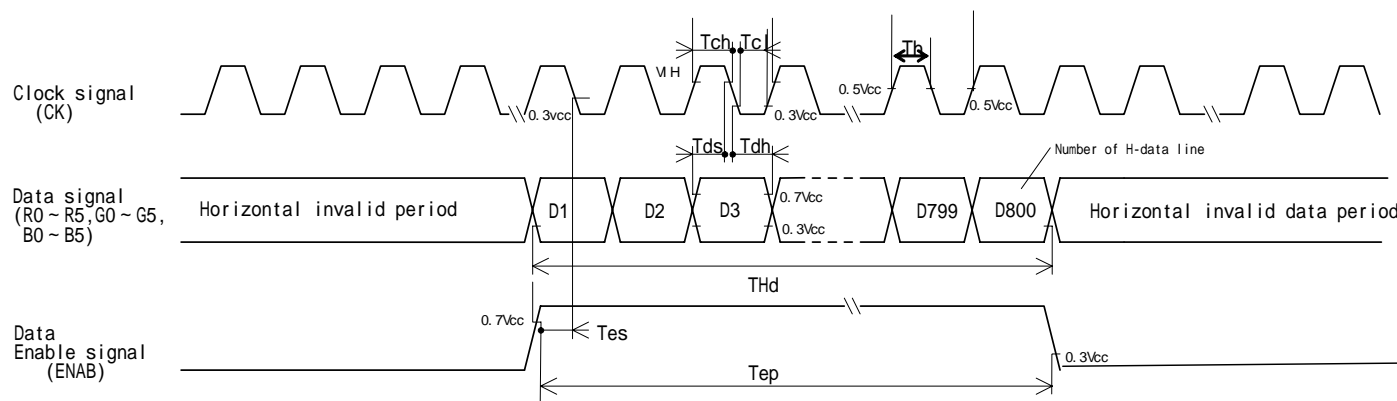 Tch
Tcl
Th
VIH
Clock signal
(CK)
0.3vcc
0.3Vcc
0.5Vcc
0.5Vcc
Tds
Tdh
Number of H-data line
Data signal
(R0~R5,G0~G5,
B0~B5)
Horizontal invalid period
D1
D2
D3
0.7Vcc
0.3Vcc
D799
D800
Horizontal invalid data period
THd
0.7Vcc
Tes
Data
Enable signal
(ENAB)
0.3Vcc
Tep